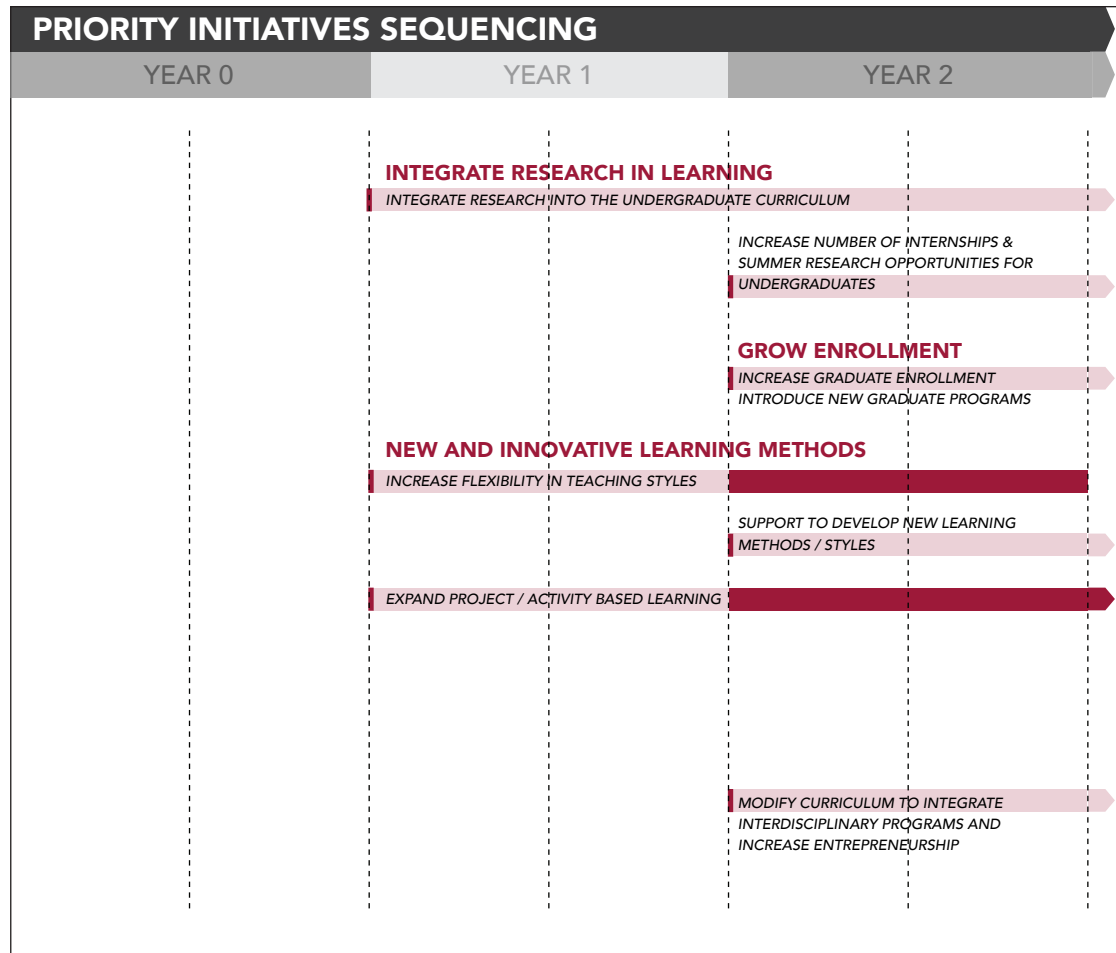 PRIORITY INITIATIVES SEQUENCING
YEAR 0
YEAR 1
YEAR 2
INTEGRATE RESEARCH IN LEARNING
INTEGRATE RESEARCH INTO THE UNDERGRADUATE CURRICULUM
INCREASE NUMBER OF INTERNSHIPS &
SUMMER RESEARCH OPPORTUNITIES FOR
UNDERGRADUATES
GROW ENROLLMENT
INCREASE GRADUATE ENROLLMENT
INTRODUCE NEW GRADUATE PROGRAMS
NEW AND INNOVATIVE LEARNING METHODS
INCREASE FLEXIBILITY IN TEACHING STYLES
SUPPORT TO DEVELOP NEW LEARNING
METHODS / STYLES
EXPAND PROJECT / ACTIVITY BASED LEARNING
MODIFY CURRICULUM TO INTEGRATE
INTERDISCIPLINARY PROGRAMS AND
INCREASE ENTREPRENEURSHIP